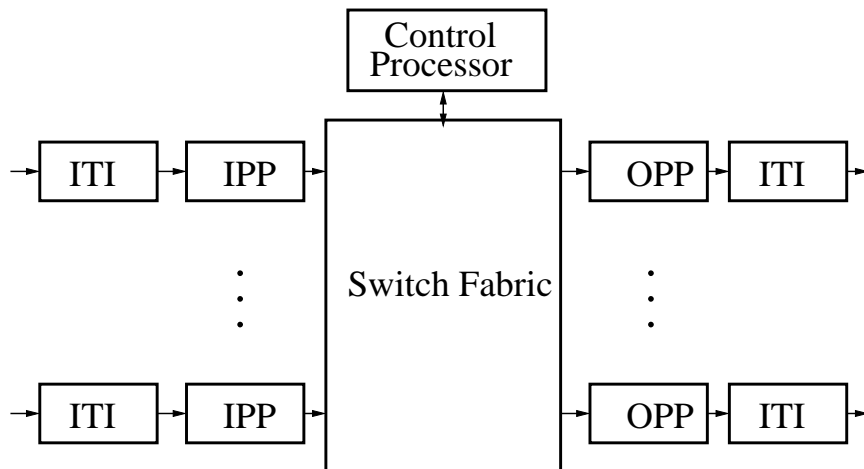 Control
Processor
ITI
IPP
OPP
ITI
Switch Fabric
ITI
IPP
OPP
ITI